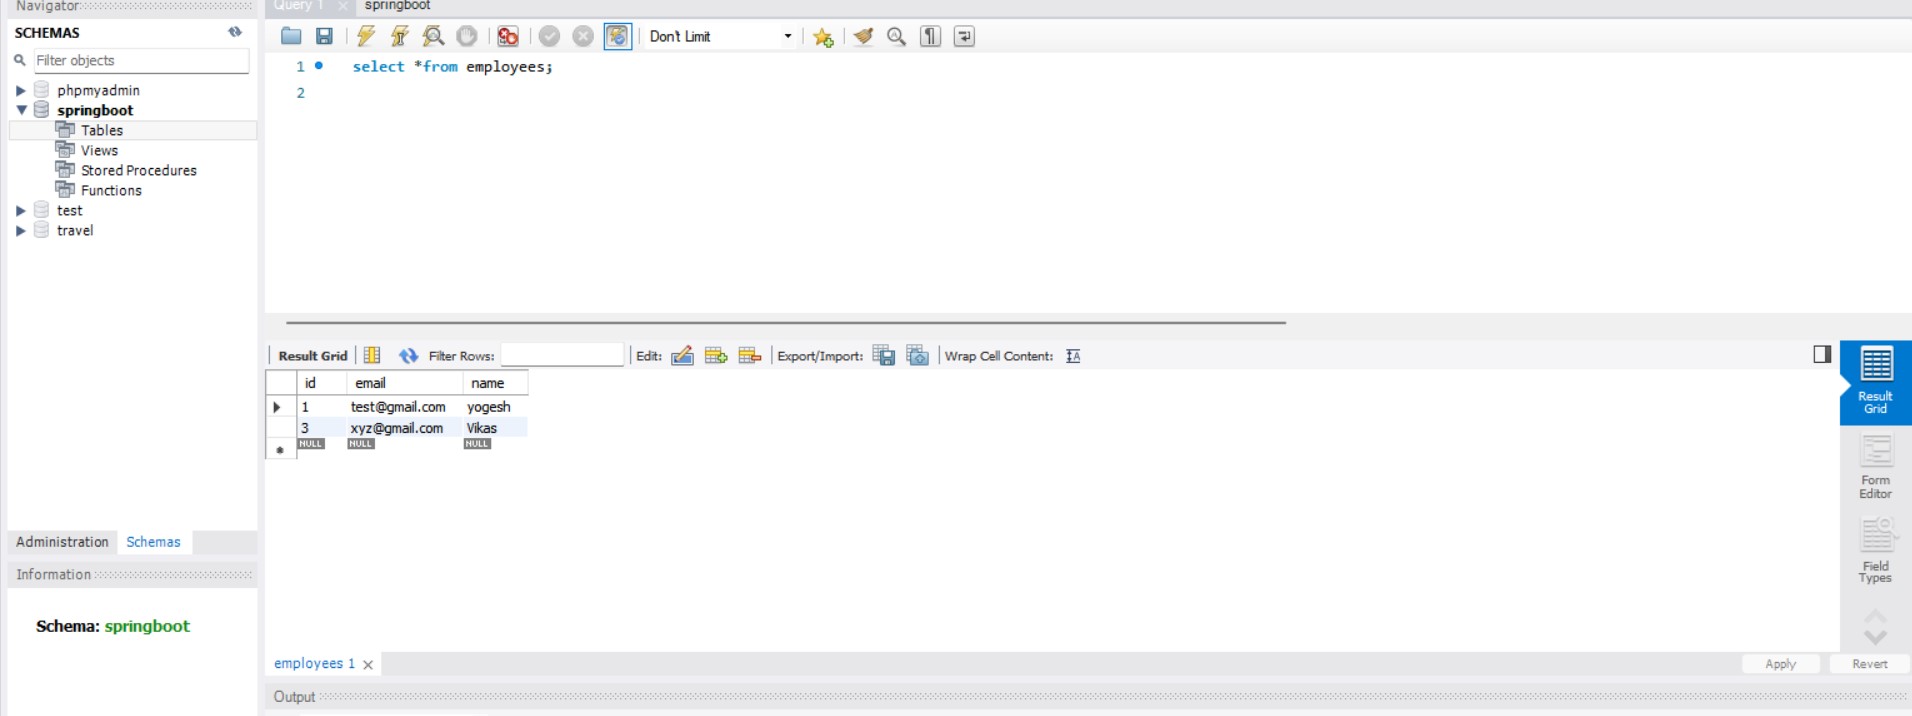 Navigator
SCHEMAS
Filter objects
phpmyadmin
springboot
Tables
Views
Stored Procedures
Functions
test
travel
Administration Schemas
Information
Schema: springboot
Query 1 springboot
Don't Limit
1 select *from employees;
2
Result Grid Filter Rows: Edit: Export/Import: Wrap Cell Content:
id email name
1 test@gmail.com yogesh
3 xyz@gmail.com Vikas
NULL NULL NULL
Result
Grid
Form
Editor
Field
Types
employees 1
Apply Revert
Output